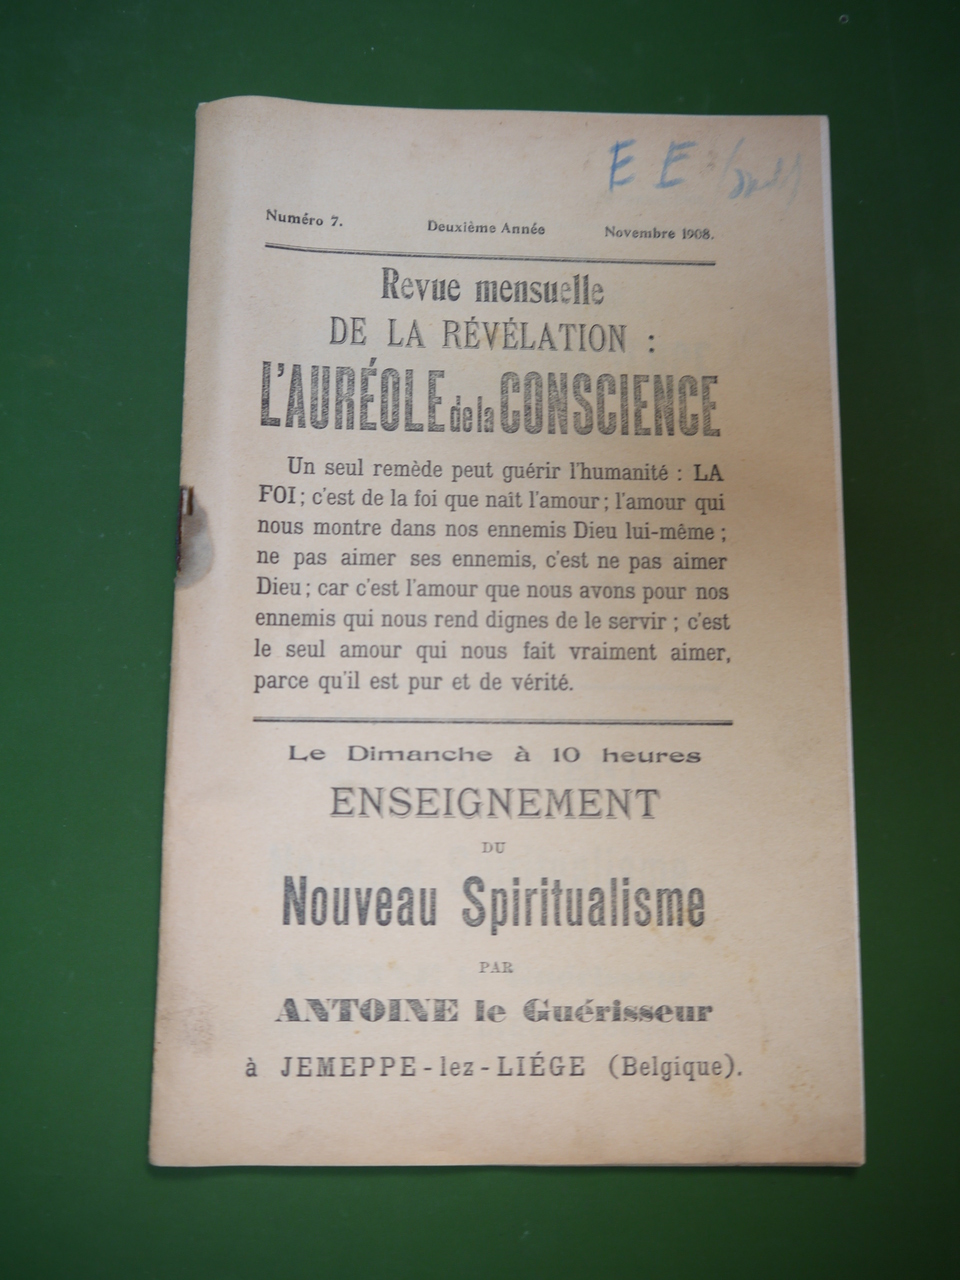 E E
Numéro 7. Deuxième Année Novembre 1908.
Revue mensuelle
DE LA RÉVÉLATION :
L'AURÉOLE de la CONSCIENCE
Un seul remède peut guérir l'humanité : LA
FOI ; c'est de la foi que naît l'amour ; l'amour qui
nous montre dans nos ennemis Dieu lui-même ;
ne pas aimer ses ennemis, c'est ne pas aimer
Dieu ; car c'est l'amour que nous avons pour nos
ennemis qui nous rend dignes de le servir ; c'est
le seul amour qui nous fait vraiment aimer,
parce qu'il est pur et de vérité.
Le Dimanche à 10 heures
ENSEIGNEMENT
DU
Nouveau Spiritualisme
PAR
ANTOINE le Guérisseur
à JEMEPPE-lez-LIÉGE (Belgique).